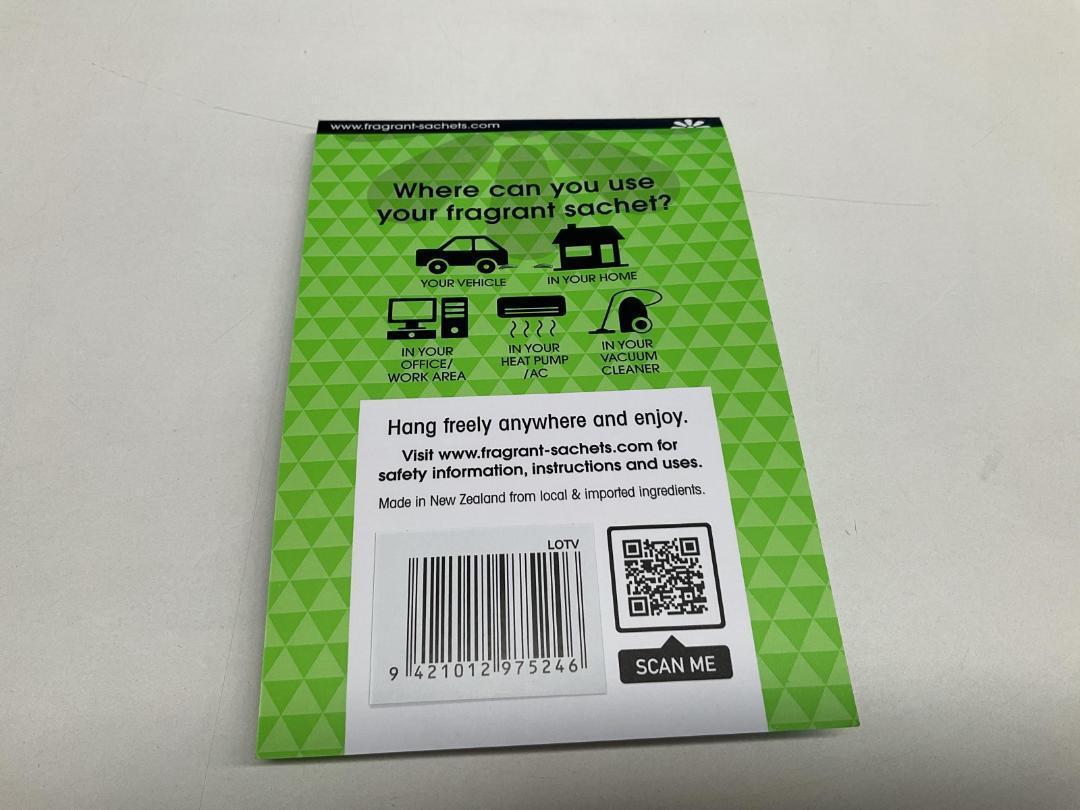 www.fragrant-sachets.com
Where can you use
your fragrant sachet?
YOUR VEHICLE
IN YOUR HOME
IN YOUR
OFFICE/
WORK AREA
IN YOUR
HEAT PUMP
/AC
IN YOUR
VACUUM
CLEANER
Hang freely anywhere and enjoy.
Visit www.fragrant-sachets.com for
safety information, instructions and uses.
Made in New Zealand from local & imported ingredients.
LOTV
9 421012 975246
SCAN ME